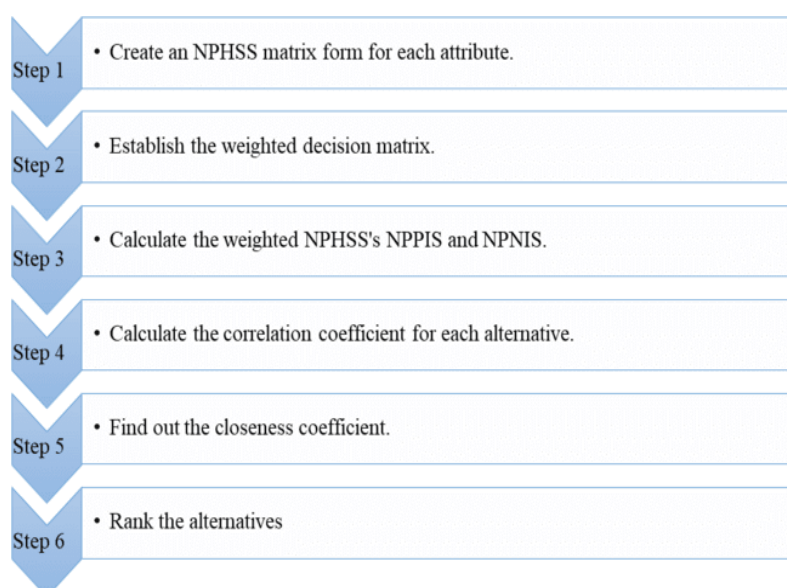 Step 1
• Create an NPHSS matrix form for each attribute.
Step 2
• Establish the weighted decision matrix.
Step 3
• Calculate the weighted NPHSS's NPPIS and NPNIS.
Step 4
• Calculate the correlation coefficient for each alternative.
Step 5
• Find out the closeness coefficient.
Step 6
• Rank the alternatives